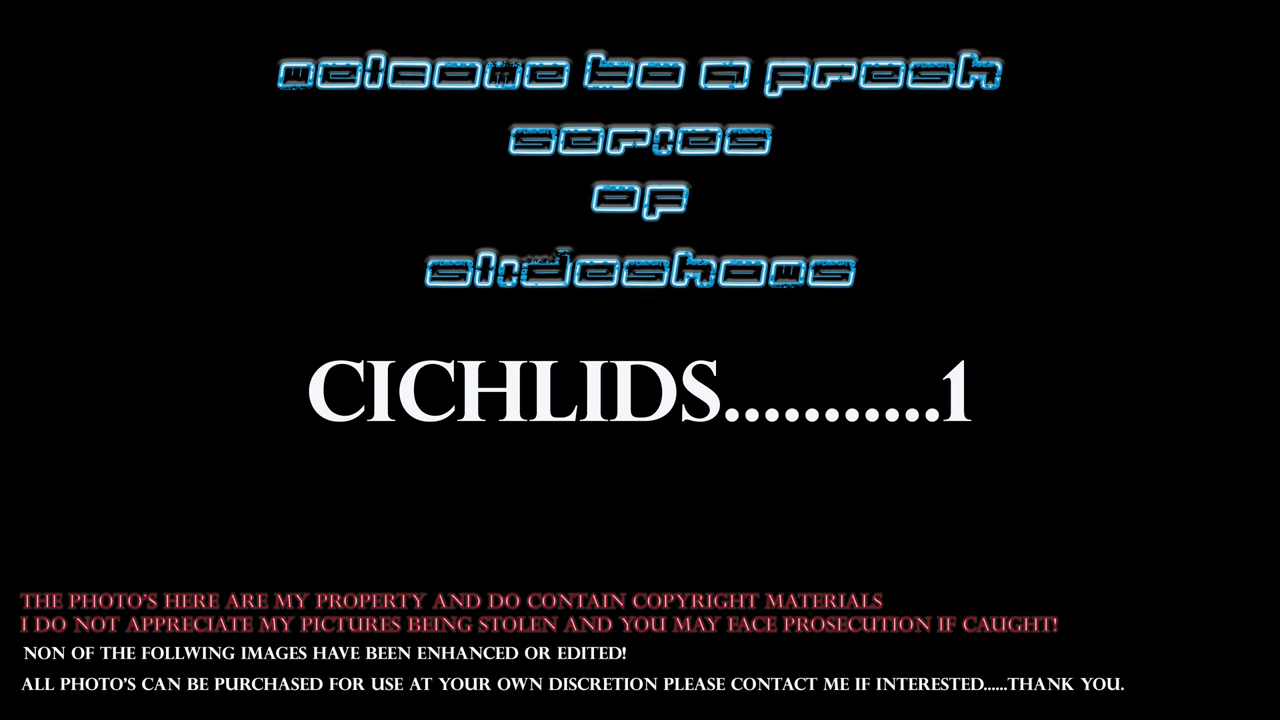 Welcome to a fresh
series
of
slideshows
CICHLIDS...........1
THE PHOTO'S HERE ARE MY PROPERTY AND DO CONTAIN COPYRIGHT MATERIALS
I DO NOT APPRECIATE MY PICTURES BEING STOLEN AND YOU MAY FACE PROSECUTION IF CAUGHT!
NON OF THE FOLLWING IMAGES HAVE BEEN ENHANCED OR EDITED!
ALL PHOTO'S CAN BE PURCHASED FOR USE AT YOUR OWN DISCRETION PLEASE CONTACT ME IF INTERESTED......THANK YOU.